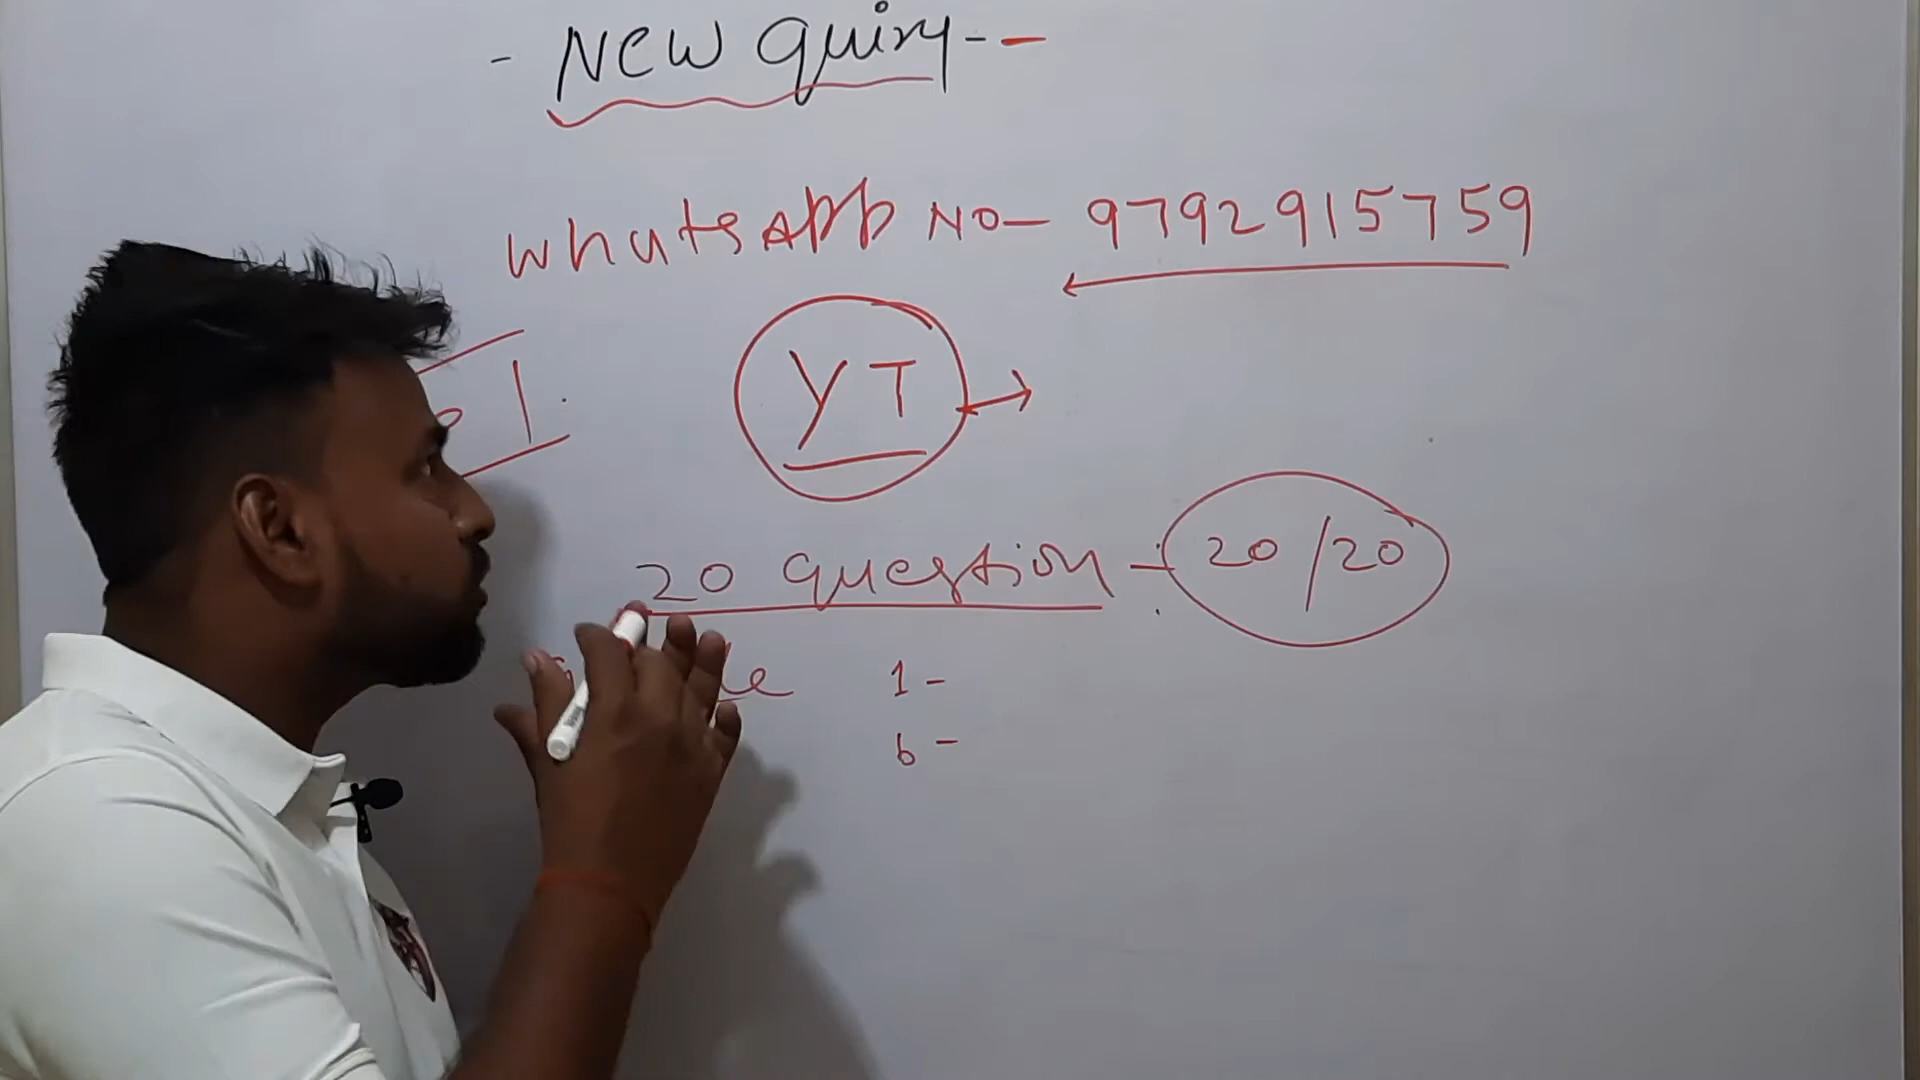 - New Quiry - -
Whatsapp No - 9792915759
YT →
20 question - 20/20
1 -
6 -